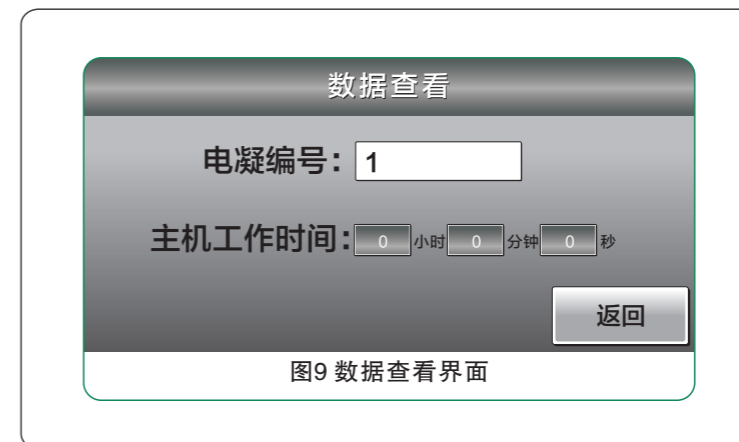 数据查看
电凝编号：1
主机工作时间：0 小时 0 分钟 0 秒
返回
图9 数据查看界面